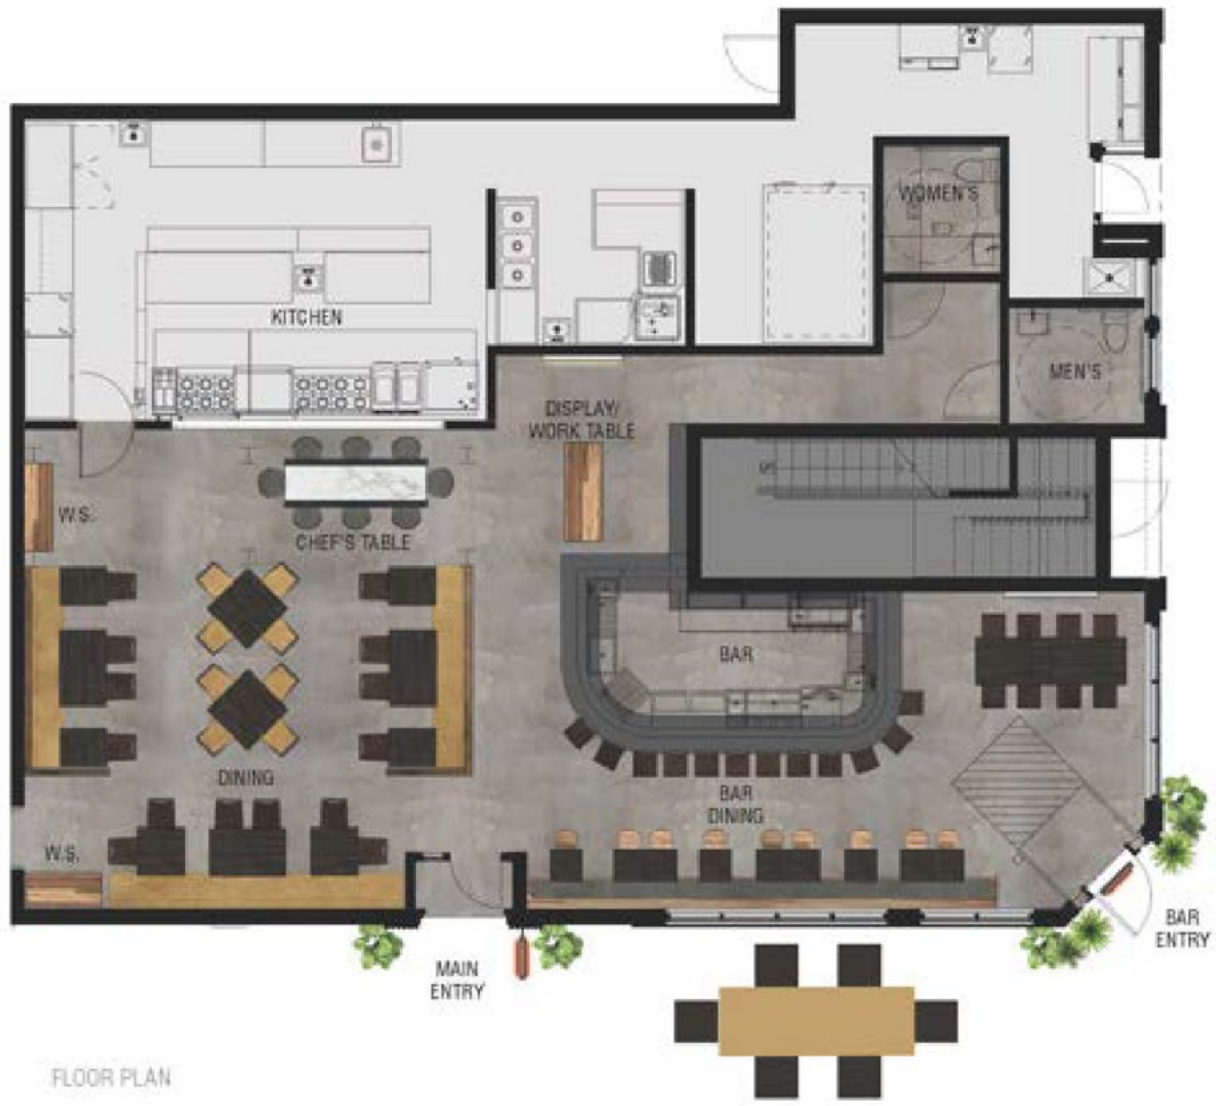 WOMEN'S
KITCHEN
MEN'S
DISPLAY/
WORK TABLE
W.S.
CHEF'S TABLE
BAR
DINING
BAR
DINING
W.S.
BAR
ENTRY
MAIN
ENTRY
FLOOR PLAN